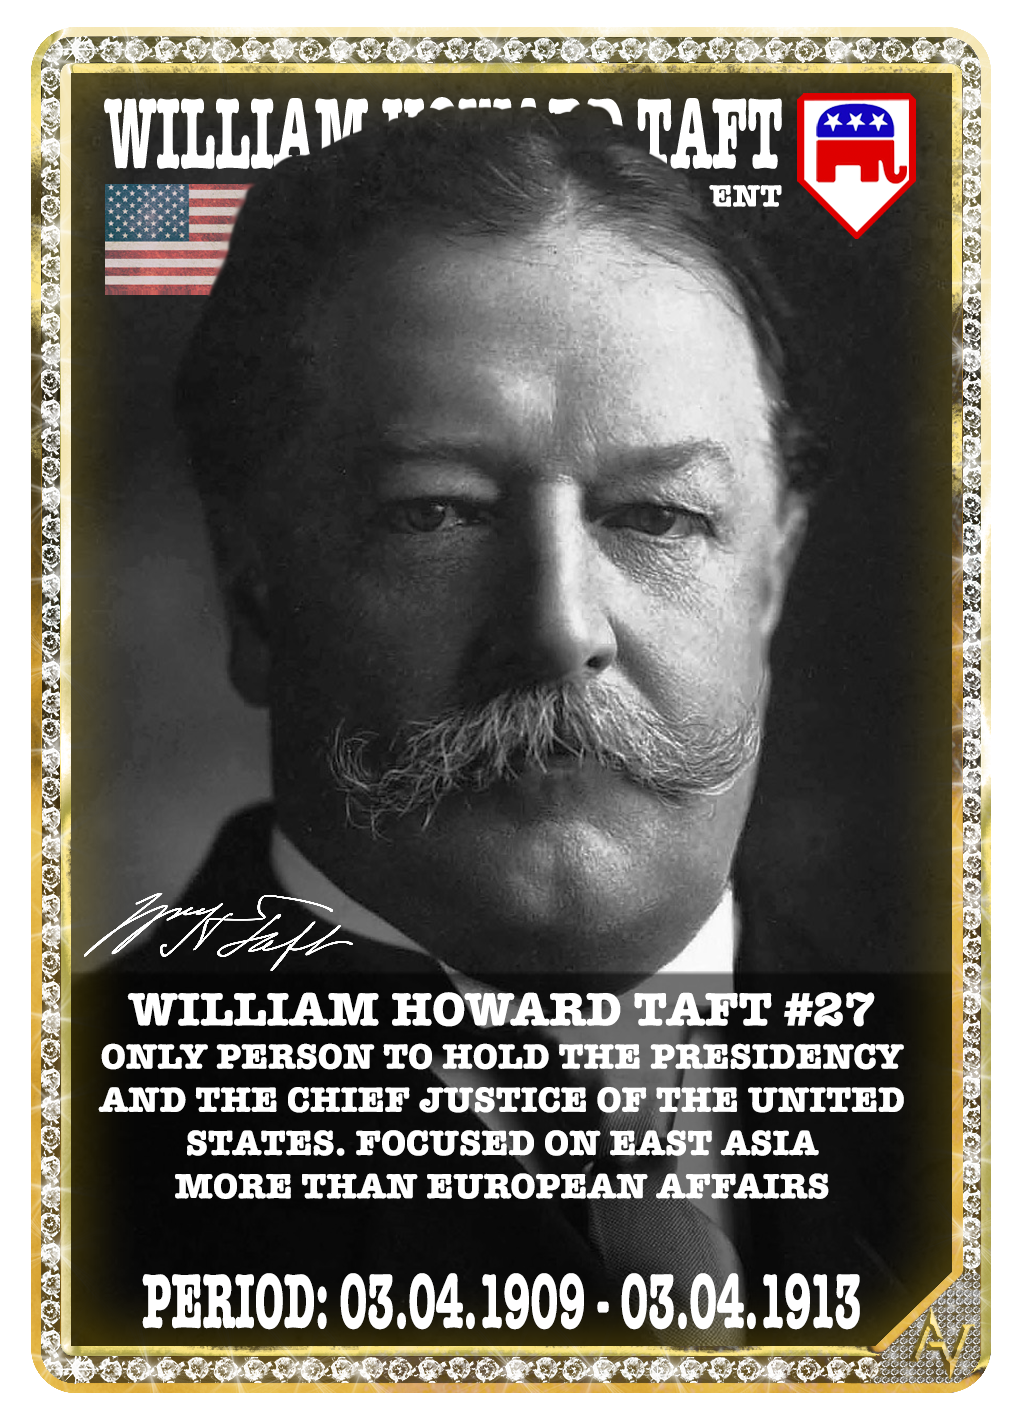 WILLIAM HOWARD TAFT
ENT
Wm H Taft
WILLIAM HOWARD TAFT #27
ONLY PERSON TO HOLD THE PRESIDENCY
AND THE CHIEF JUSTICE OF THE UNITED
STATES. FOCUSED ON EAST ASIA
MORE THAN EUROPEAN AFFAIRS
PERIOD: 03.04.1909 - 03.04.1913
AV